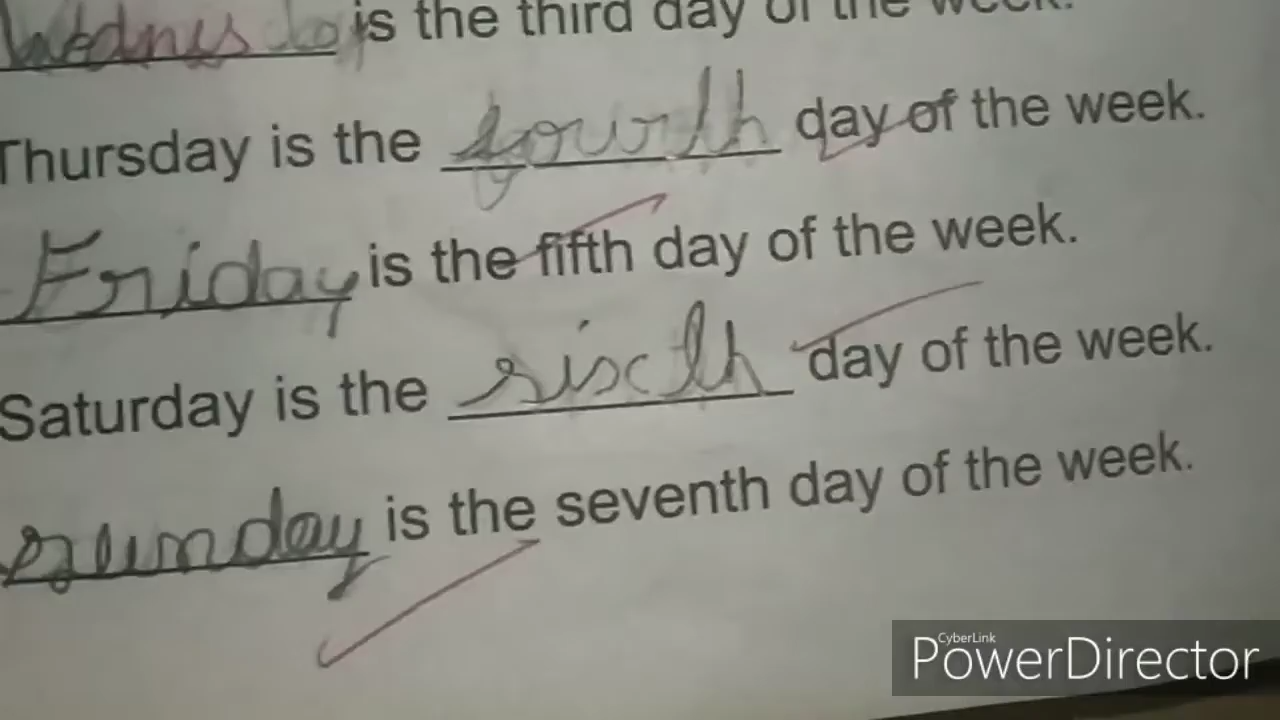 Wednesday is the third day of the week.
Thursday is the fourth day of the week.
Friday is the fifth day of the week.
Saturday is the sixth day of the week.
Sunday is the seventh day of the week.
CyberLink
PowerDirector